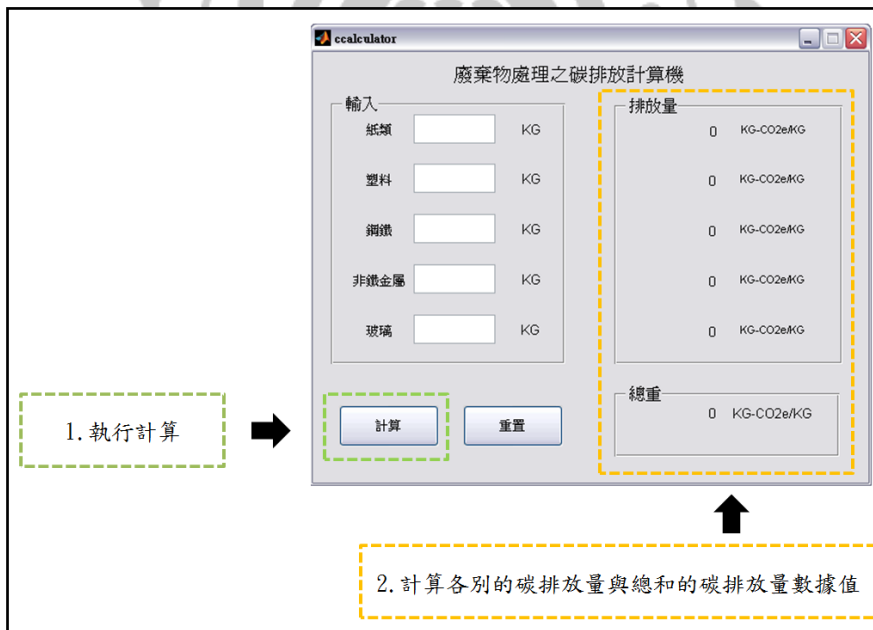 ccalculator
廢棄物處理之碳排放計算機
輸入
紙類 KG
塑料 KG
鋼鐵 KG
非鐵金屬 KG
玻璃 KG
排放量
0 KG-CO2e/KG
0 KG-CO2e/KG
0 KG-CO2e/KG
0 KG-CO2e/KG
0 KG-CO2e/KG
總重
0 KG-CO2e/KG
計算
重置
1.執行計算
2.計算各別的碳排放量與總和的碳排放量數據值